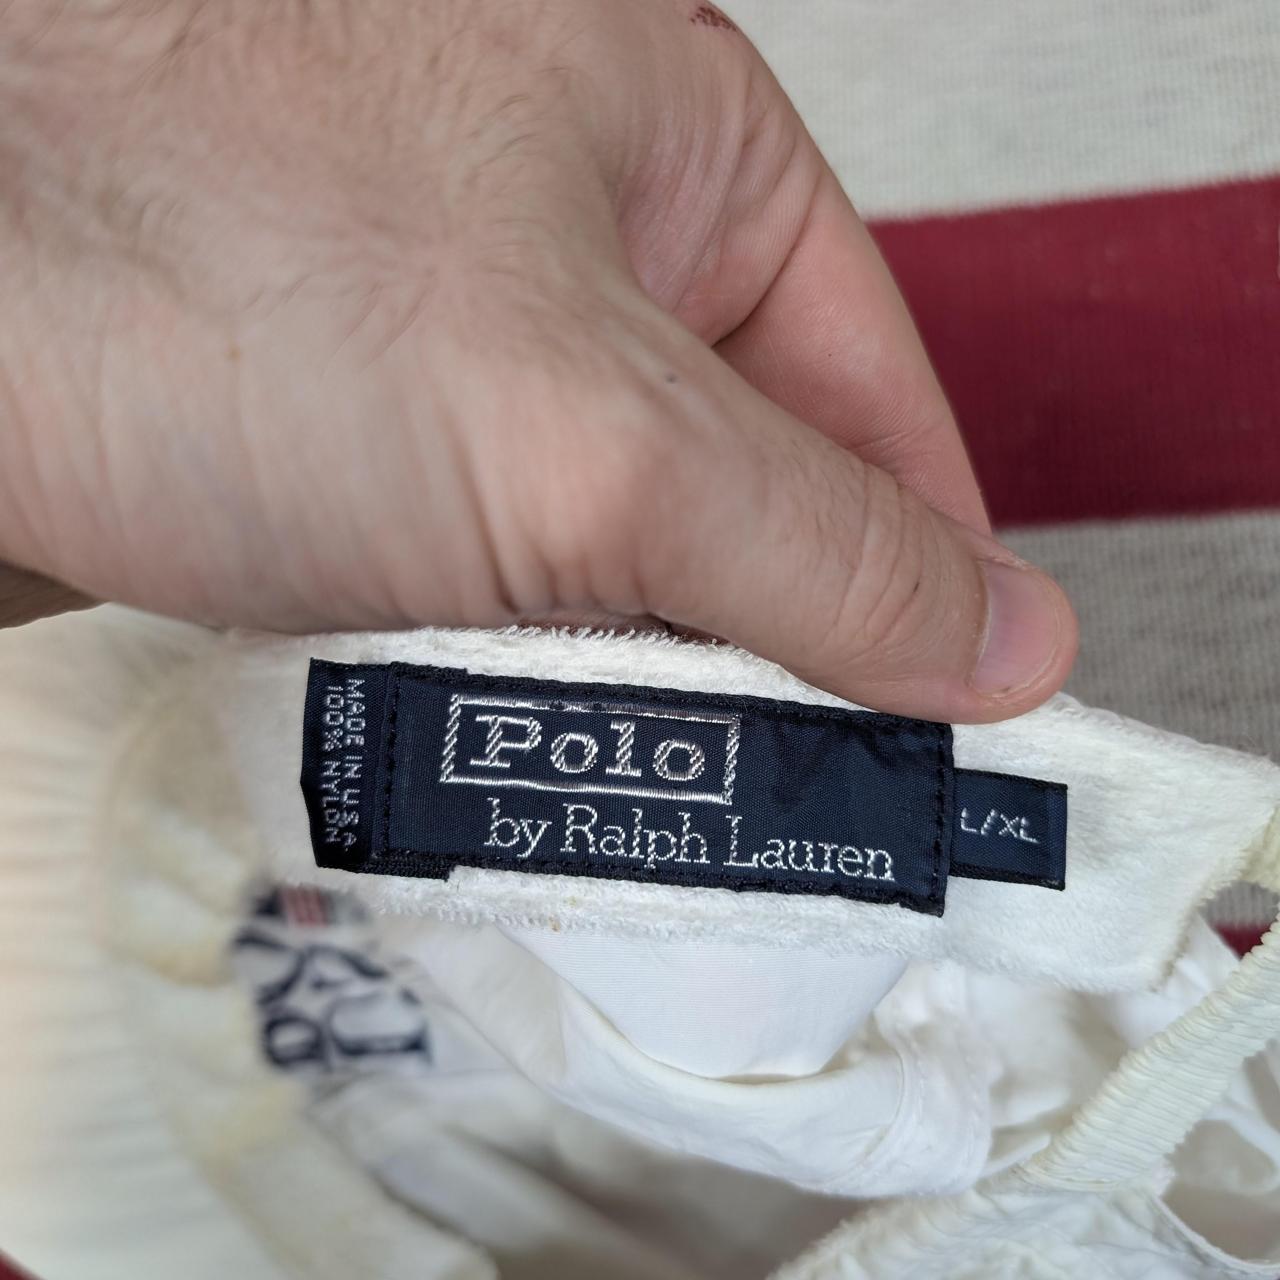 MADE IN U.S.A
100% NYLON
Polo
by Ralph Lauren
L/XL